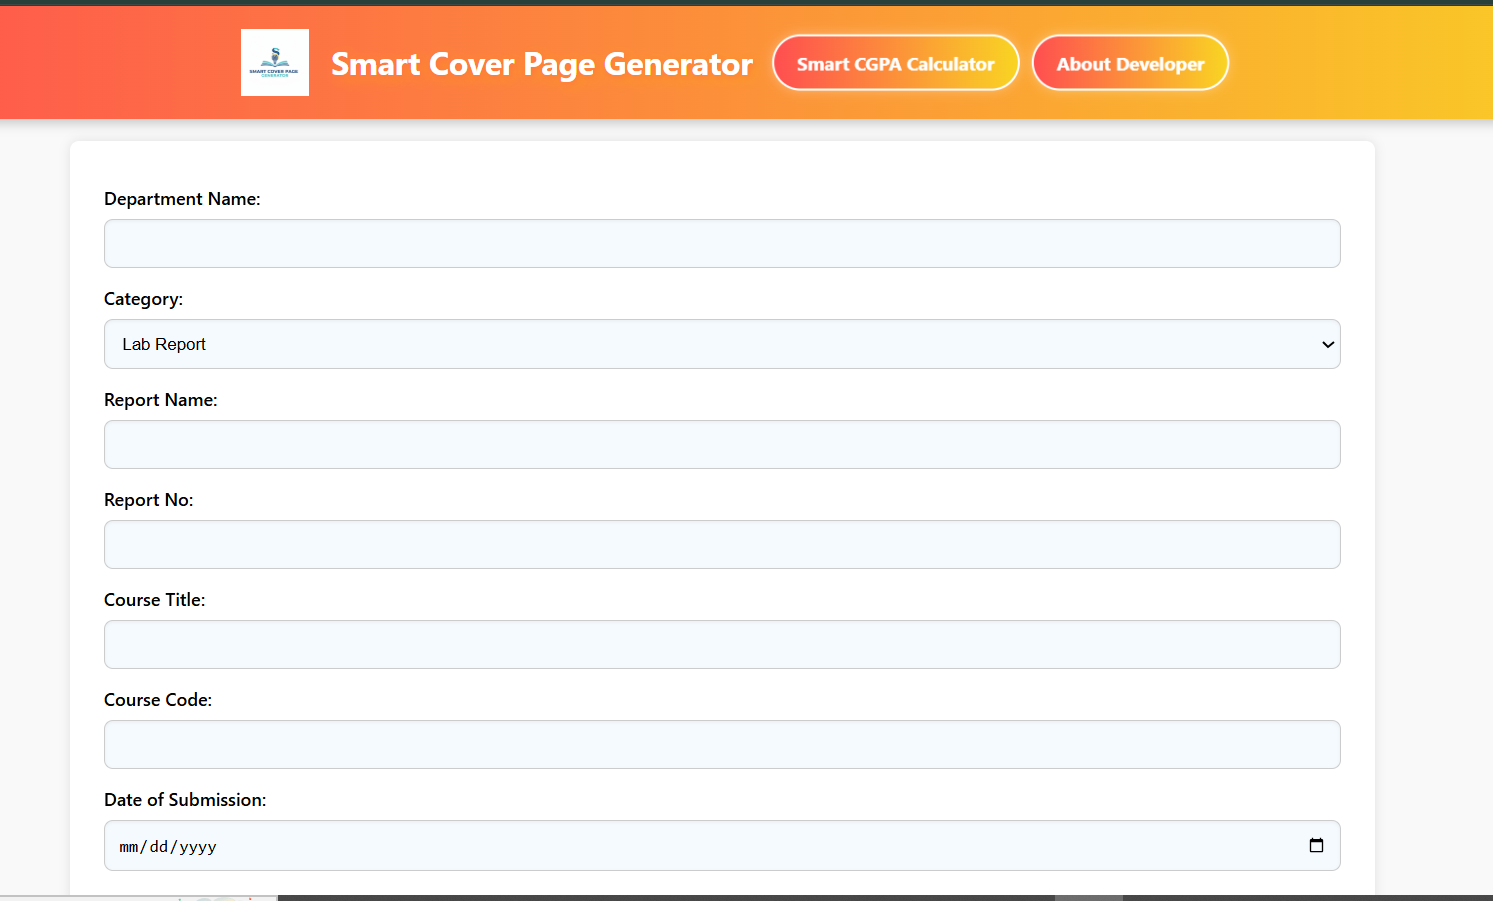 SMART COVER PAGE
GENERATOR
Smart Cover Page Generator
Smart CGPA Calculator
About Developer
Department Name:
Category:
Lab Report
Report Name:
Report No:
Course Title:
Course Code:
Date of Submission:
mm/dd/yyyy